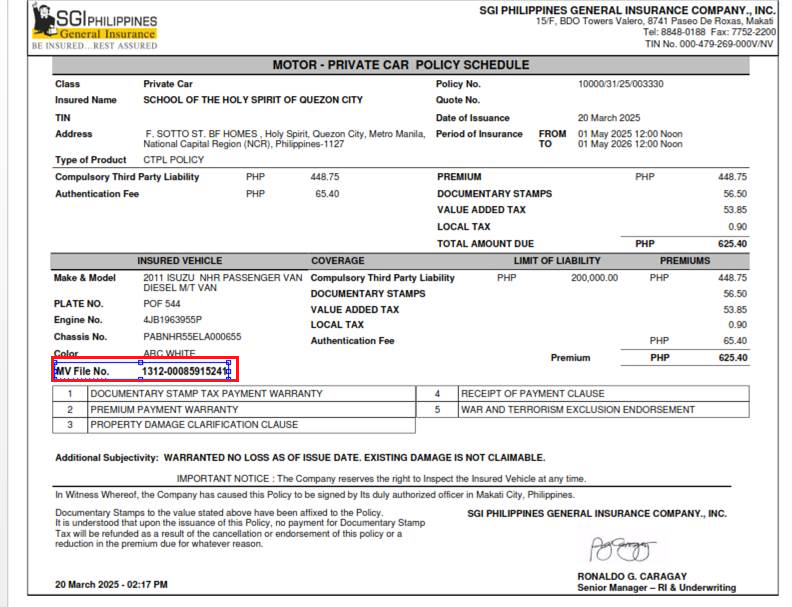 SGI PHILIPPINES
General Insurance
BE INSURED...REST ASSURED
SGI PHILIPPINES GENERAL INSURANCE COMPANY., INC.
15/F, BDO Towers Valero, 8741 Paseo De Roxas, Makati
Tel: 8848-0188 Fax: 7752-2200
TIN No. 000-479-269-000V/NV
MOTOR - PRIVATE CAR POLICY SCHEDULE
Class Private Car Policy No. 10000/31/25/003330
Insured Name SCHOOL OF THE HOLY SPIRIT OF QUEZON CITY Quote No.
TIN Date of Issuance 20 March 2025
Address F. SOTTO ST. BF HOMES , Holy Spirit, Quezon City, Metro Manila, Period of Insurance FROM 01 May 2025 12:00 Noon
National Capital Region (NCR), Philippines-1127 TO 01 May 2026 12:00 Noon
Type of Product CTPL POLICY
Compulsory Third Party Liability PHP 448.75 PREMIUM PHP 448.75
Authentication Fee PHP 65.40 DOCUMENTARY STAMPS 56.50
VALUE ADDED TAX 53.85
LOCAL TAX 0.90
TOTAL AMOUNT DUE PHP 625.40
INSURED VEHICLE COVERAGE LIMIT OF LIABILITY PREMIUMS
Make & Model 2011 ISUZU NHR PASSENGER VAN Compulsory Third Party Liability PHP 200,000.00 PHP 448.75
DIESEL M/T VAN DOCUMENTARY STAMPS 56.50
PLATE NO. POF 544 VALUE ADDED TAX 53.85
Engine No. 4JB1963955P LOCAL TAX 0.90
Chassis No. PABNHR55ELA000655 Authentication Fee PHP 65.40
Color ARC WHITE Premium PHP 625.40
MV File No. 1312-00085915241
1 DOCUMENTARY STAMP TAX PAYMENT WARRANTY 4 RECEIPT OF PAYMENT CLAUSE
2 PREMIUM PAYMENT WARRANTY 5 WAR AND TERRORISM EXCLUSION ENDORSEMENT
3 PROPERTY DAMAGE CLARIFICATION CLAUSE
Additional Subjectivity: WARRANTED NO LOSS AS OF ISSUE DATE. EXISTING DAMAGE IS NOT CLAIMABLE.
IMPORTANT NOTICE : The Company reserves the right to Inspect the Insured Vehicle at any time.
In Witness Whereof, the Company has caused this Policy to be signed by Its duly authorized officer in Makati City, Philippines.
Documentary Stamps to the value stated above have been affixed to the Policy.
It is understood that upon the issuance of this Policy, no payment for Documentary Stamp
Tax will be refunded as a result of the cancellation or endorsement of this policy or a
reduction in the premium due for whatever reason.
SGI PHILIPPINES GENERAL INSURANCE COMPANY., INC.
20 March 2025 - 02:17 PM
RONALDO G. CARAGAY
Senior Manager – RI & Underwriting